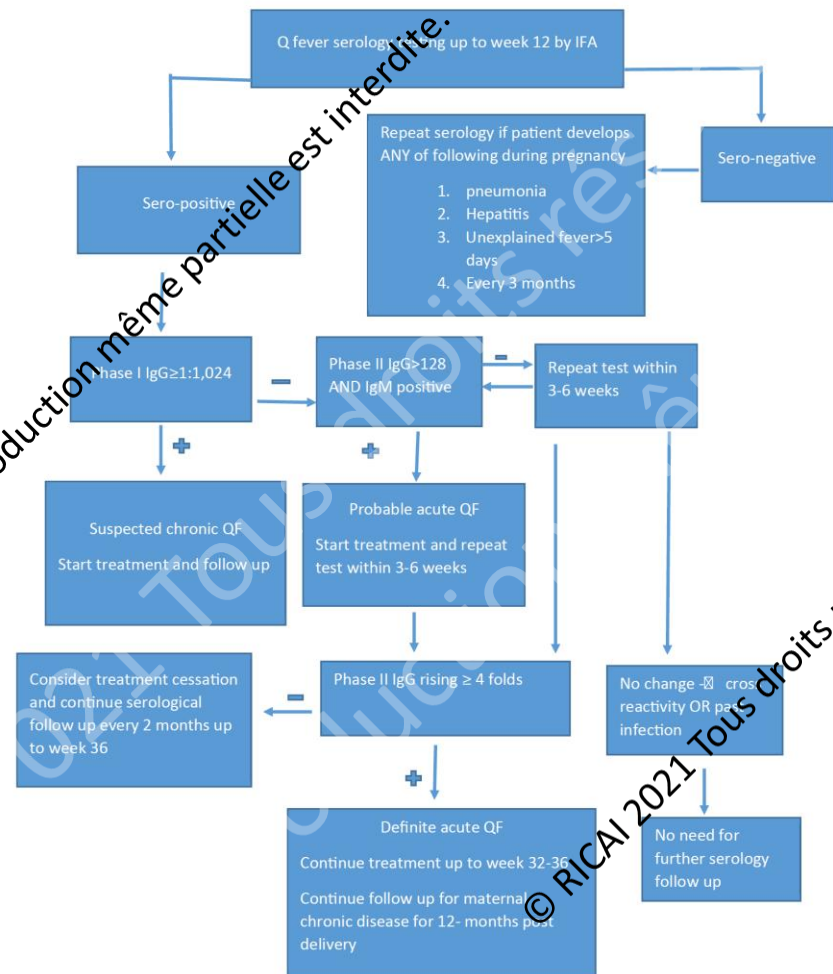 Q fever serology testing up to week 12 by IFA
Repeat serology if patient develops
ANY of following during pregnancy
1. pneumonia
2. Hepatitis
3. Unexplained fever>5
days
4. Every 3 months
Sero-negative
Sero-positive
Phase I IgG≥1:1,024
Phase II IgG>128
AND IgM positive
Repeat test within
3-6 weeks
Suspected chronic QF
Start treatment and follow up
Probable acute QF
Start treatment and repeat
test within 3-6 weeks
Consider treatment cessation
and continue serological
follow up every 2 months up
to week 36
Phase II IgG rising ≥ 4 folds
No change - cross
reactivity OR past
infection
Definite acute QF
Continue treatment up to week 32-36
Continue follow up for maternal
chronic disease for 12- months post
delivery
No need for
further serology
follow up
même partielle est interdite.
© RICAI 2021 Tous droits
021 Tous droits